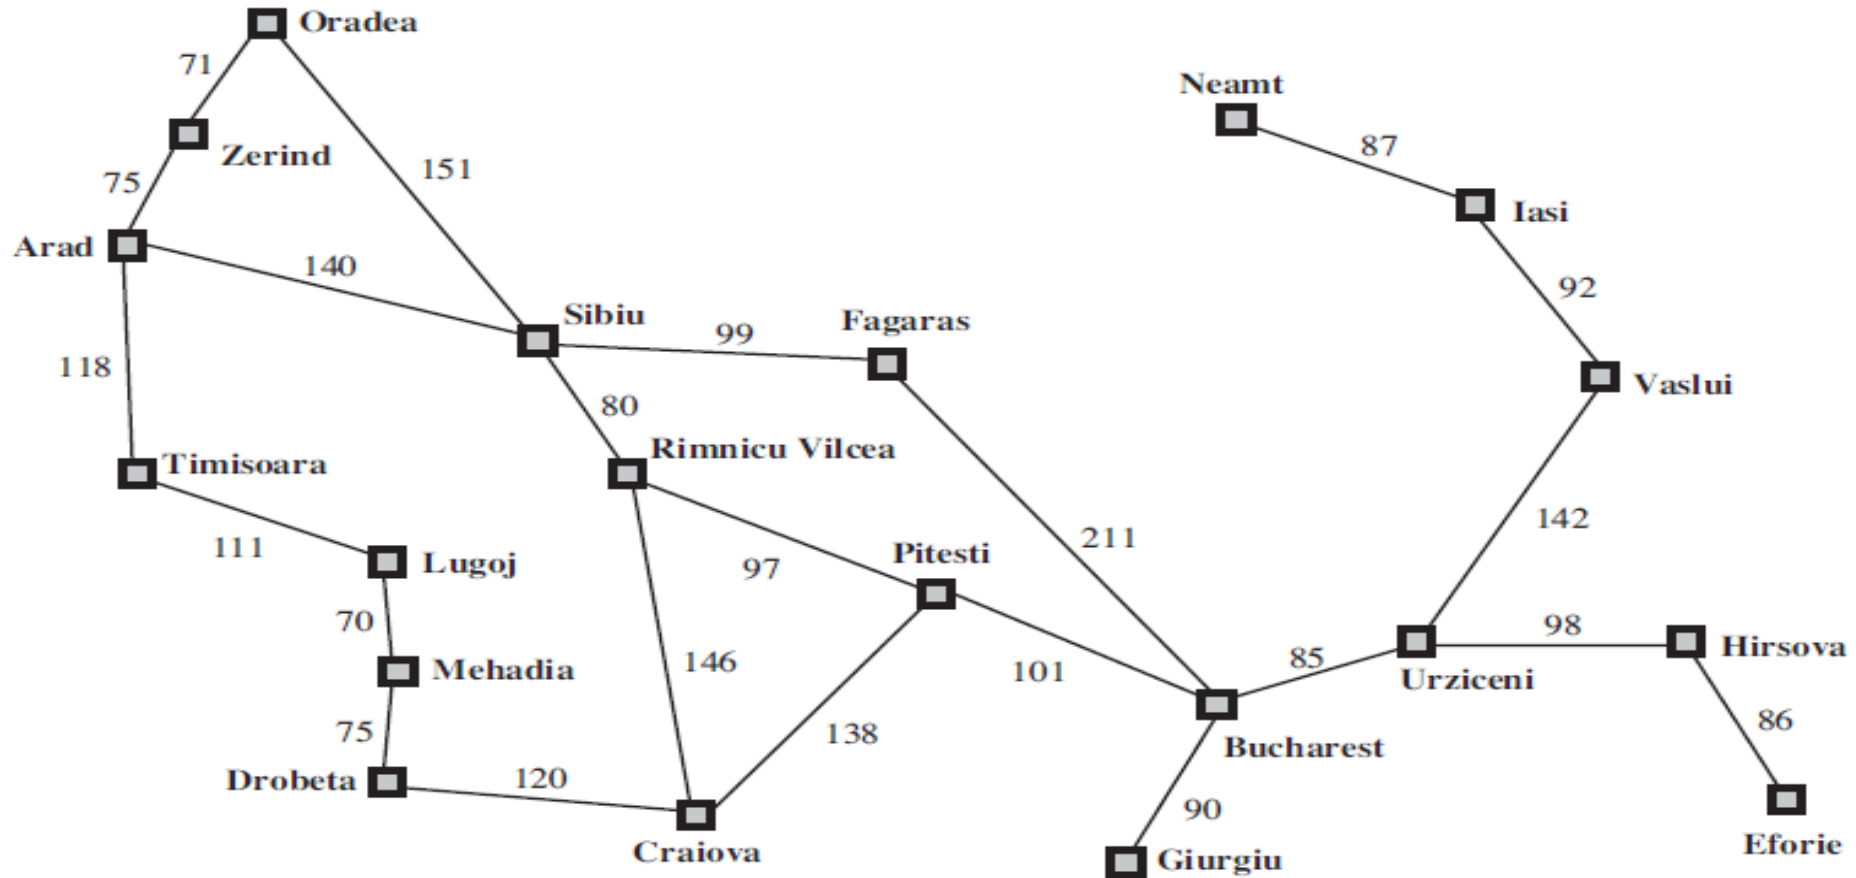 Oradea
71
Neamt
87
Zerind
151
75
Iasi
Arad
140
92
Sibiu
99
Fagaras
118
80
Vaslui
Rimnicu Vilcea
Timisoara
142
211
111
Lugoj
97
Pitesti
70
98
Hirsova
146
85
Mehadia
101
Urziceni
75
138
86
Bucharest
Drobeta
120
90
Craiova
Giurgiu
Eforie